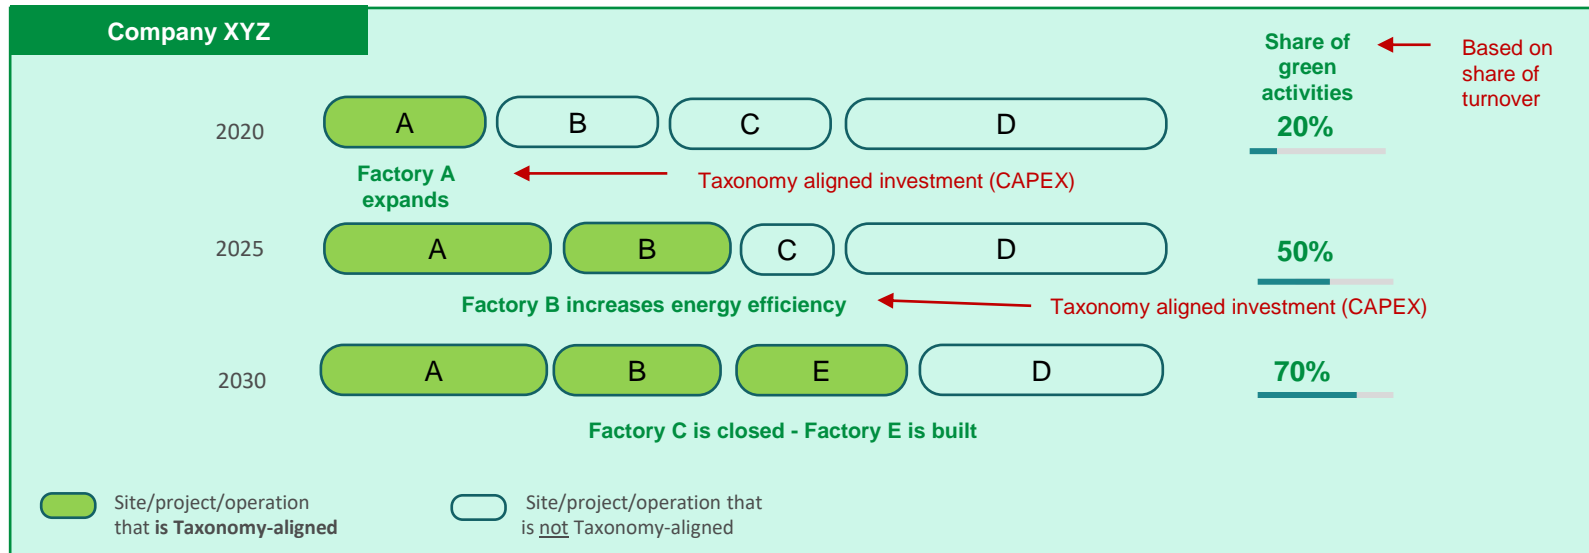 Company XYZ
Share of
green
activities
Based on
share of
turnover
2020
A
B
C
D
20%
Factory A
expands
Taxonomy aligned investment (CAPEX)
2025
A
B
C
D
50%
Factory B increases energy efficiency
Taxonomy aligned investment (CAPEX)
2030
A
B
E
D
70%
Factory C is closed - Factory E is built
Site/project/operation
that is Taxonomy-aligned
Site/project/operation that
is not Taxonomy-aligned